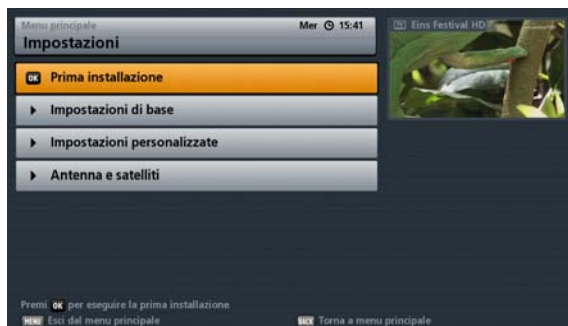 Menu principale
Mer 15:41
Impostazioni
TV Eins Festival HD
OK Prima installazione
Impostazioni di base
Impostazioni personalizzate
Antenna e satelliti
Premi OK per eseguire la prima installazione
MENU Esci dal menu principale
BACK Torna a menu principale